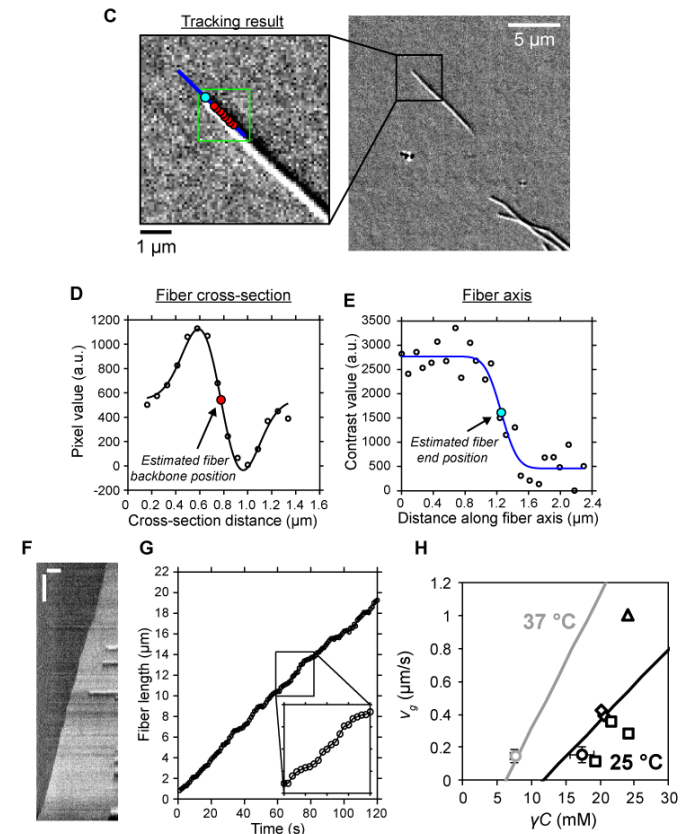 C
Tracking result
5 µm
1 µm
D
Fiber cross-section
1200
1000
800
600
400
200
0
-200
Pixel value (a.u.)
Estimated fiber
backbone position
0 0.2 0.4 0.6 0.8 1.0 1.2 1.4 1.6
Cross-section distance (µm)
E
Fiber axis
3500
3000
2500
2000
1500
1000
500
0
Contrast value (a.u.)
Estimated fiber
end position
0 0.4 0.8 1.2 1.6 2.0 2.4
Distance along fiber axis (µm)
F
G
22
20
18
16
14
12
10
8
6
4
2
0
Fiber length (µm)
0 20 40 60 80 100 120
Time (s)
H
1.2
1
0.8
0.6
0.4
0.2
0
vg (µm/s)
37 °C
25 °C
0 5 10 15 20 25 30
γC (mM)